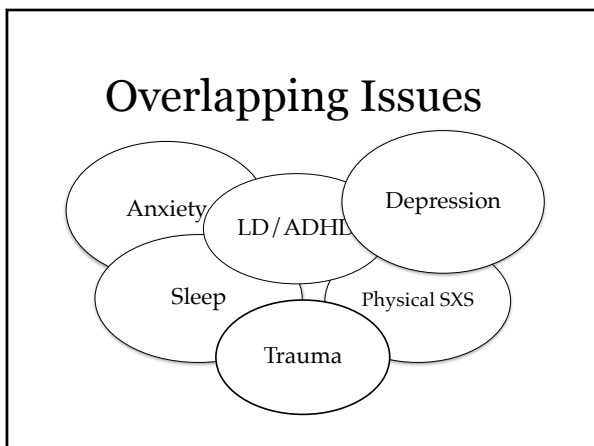 Overlapping Issues
Anxiety
LD/ADHD
Depression
Sleep
Physical SXS
Trauma